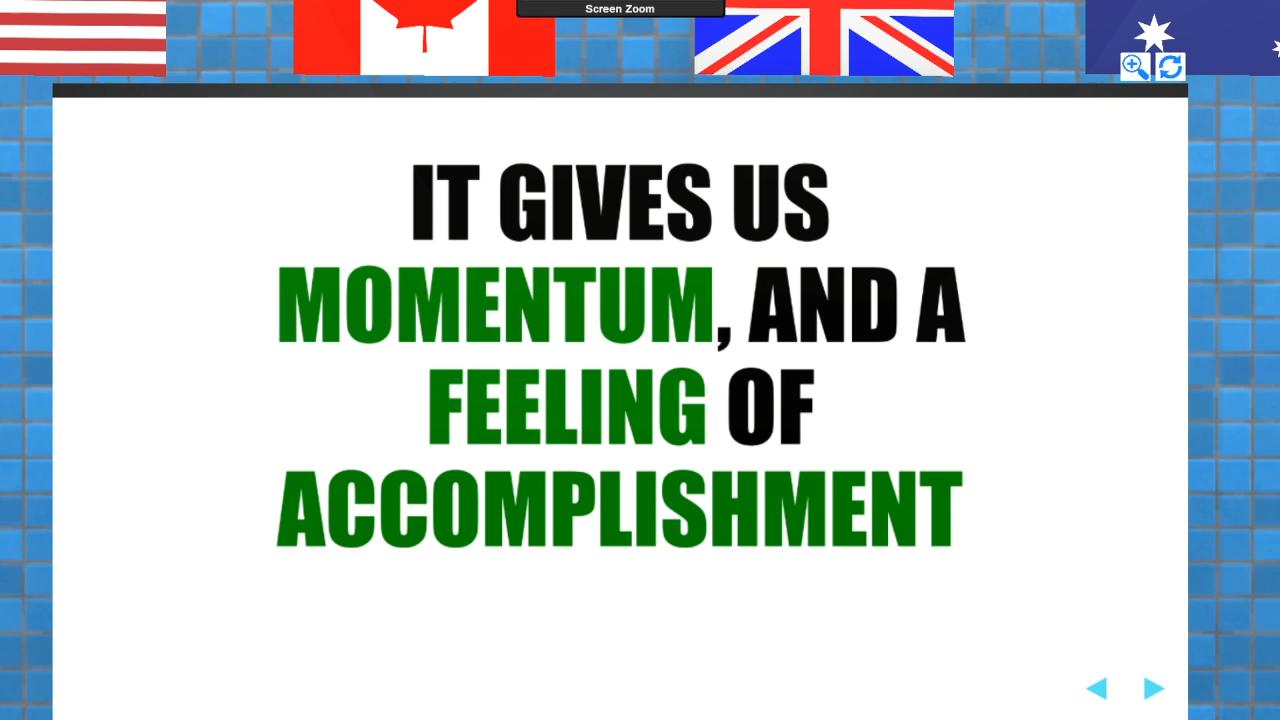 Screen Zoom
IT GIVES US
MOMENTUM, AND A
FEELING OF
ACCOMPLISHMENT